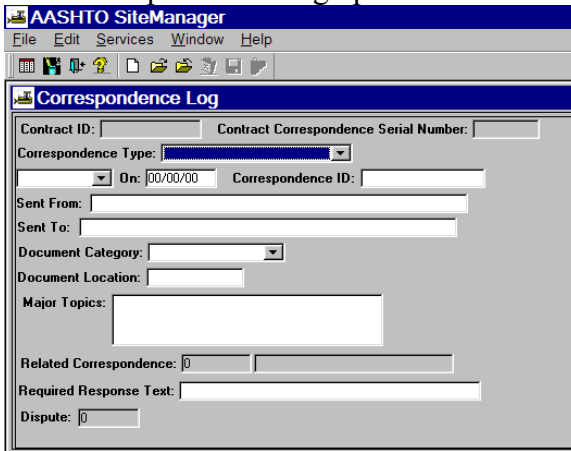 AASHTO SiteManager
File Edit Services Window Help
Correspondence Log
Contract ID: Contract Correspondence Serial Number:
Correspondence Type:
On: 00/00/00 Correspondence ID:
Sent From:
Sent To:
Document Category:
Document Location:
Major Topics:
Related Correspondence: 0
Required Response Text:
Dispute: 0